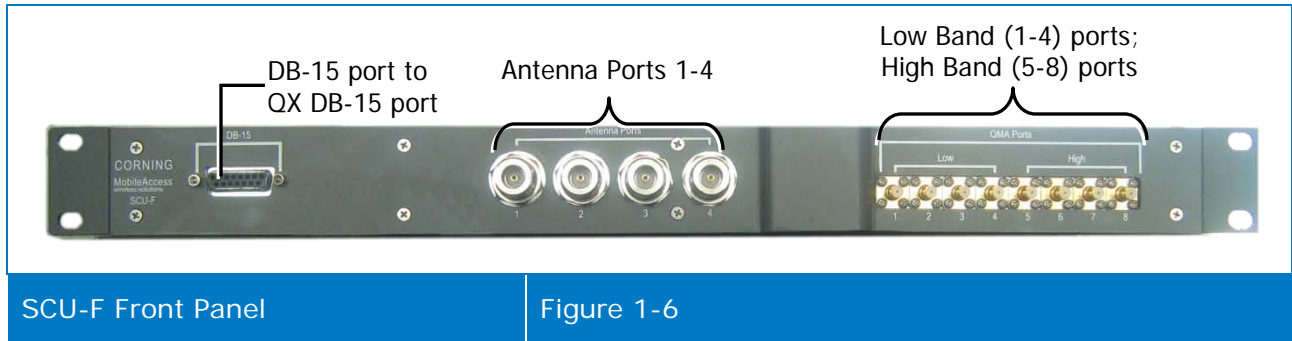 DB-15 port to
QX DB-15 port
Antenna Ports 1-4
Low Band (1-4) ports;
High Band (5-8) ports
DB-15
CORNING
MobileAccess
wireless solutions
SCU-F
Antenna Ports
1 2 3 4
QMA Ports
Low High
1 2 3 4 5 6 7 8
SCU-F Front Panel
Figure 1-6